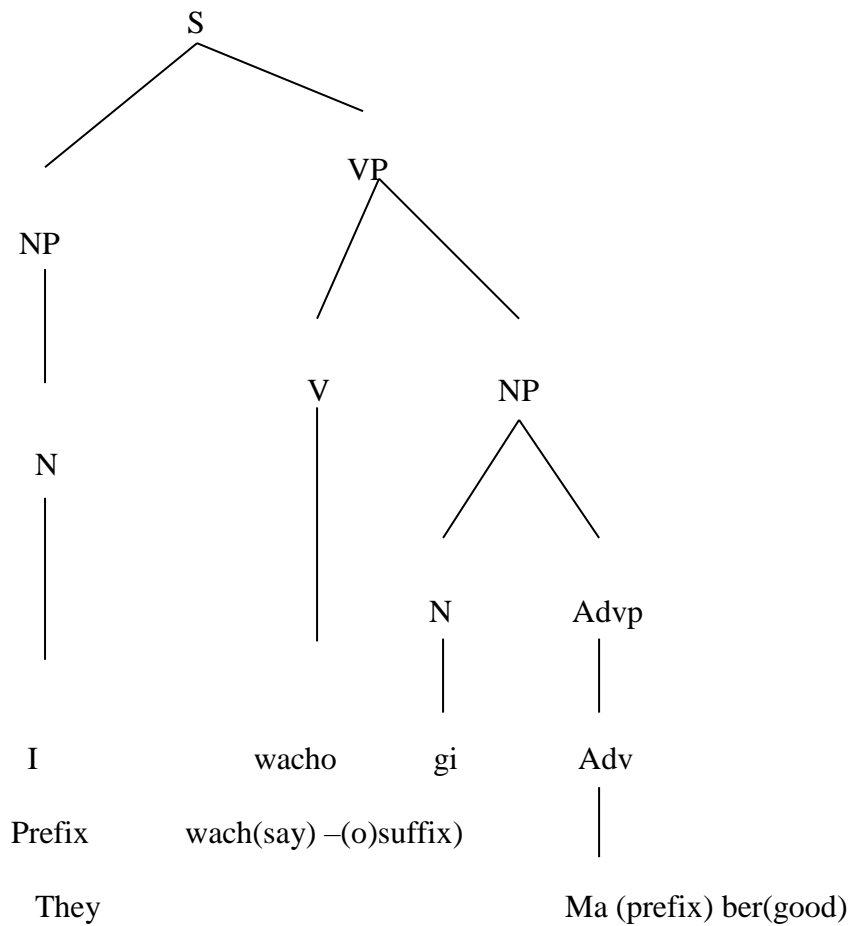 S
VP
NP
V NP
N
N Advp
I wacho gi Adv
Prefix wach(say) –(o)suffix)
They Ma (prefix) ber(good)